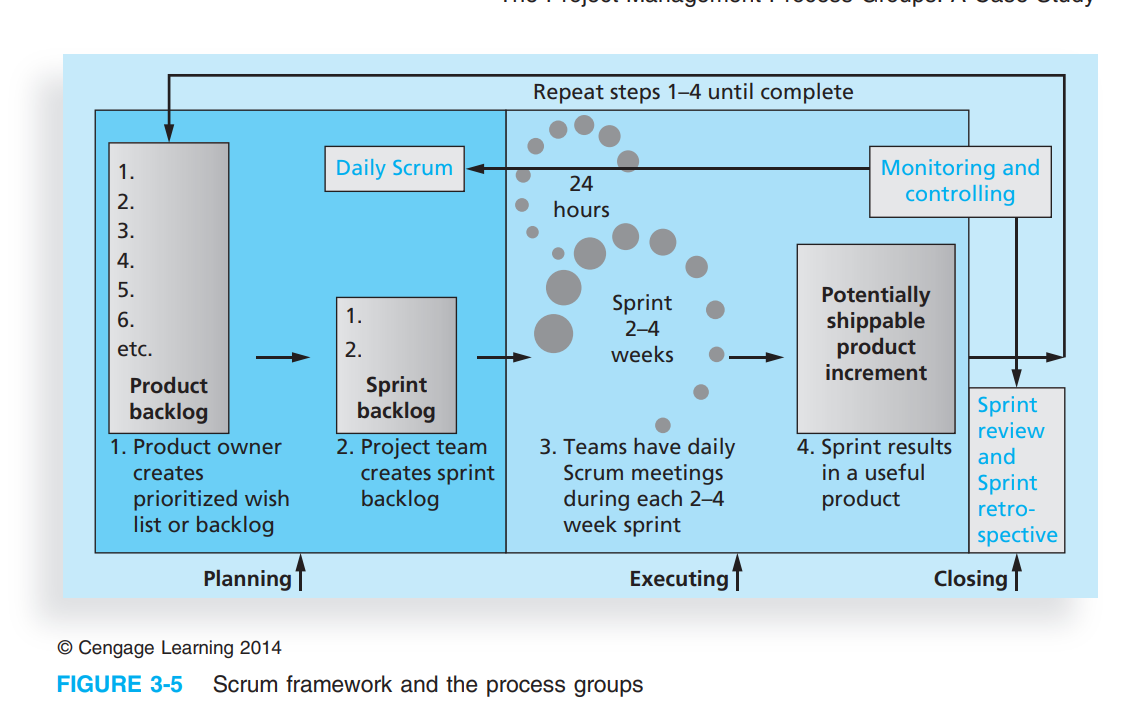 The Project Management Process Groups: A Case Study
Repeat steps 1–4 until complete
1.
2.
3.
4.
5.
6.
etc.
Product
backlog
Daily Scrum
24
hours
Monitoring and
controlling
1.
2.
Sprint
backlog
Sprint
2–4
weeks
Potentially
shippable
product
increment
Sprint
review
and
Sprint
retro-
spective
1. Product owner
creates
prioritized wish
list or backlog
2. Project team
creates sprint
backlog
3. Teams have daily
Scrum meetings
during each 2–4
week sprint
4. Sprint results
in a useful
product
Planning
Executing
Closing
© Cengage Learning 2014
FIGURE 3-5 Scrum framework and the process groups